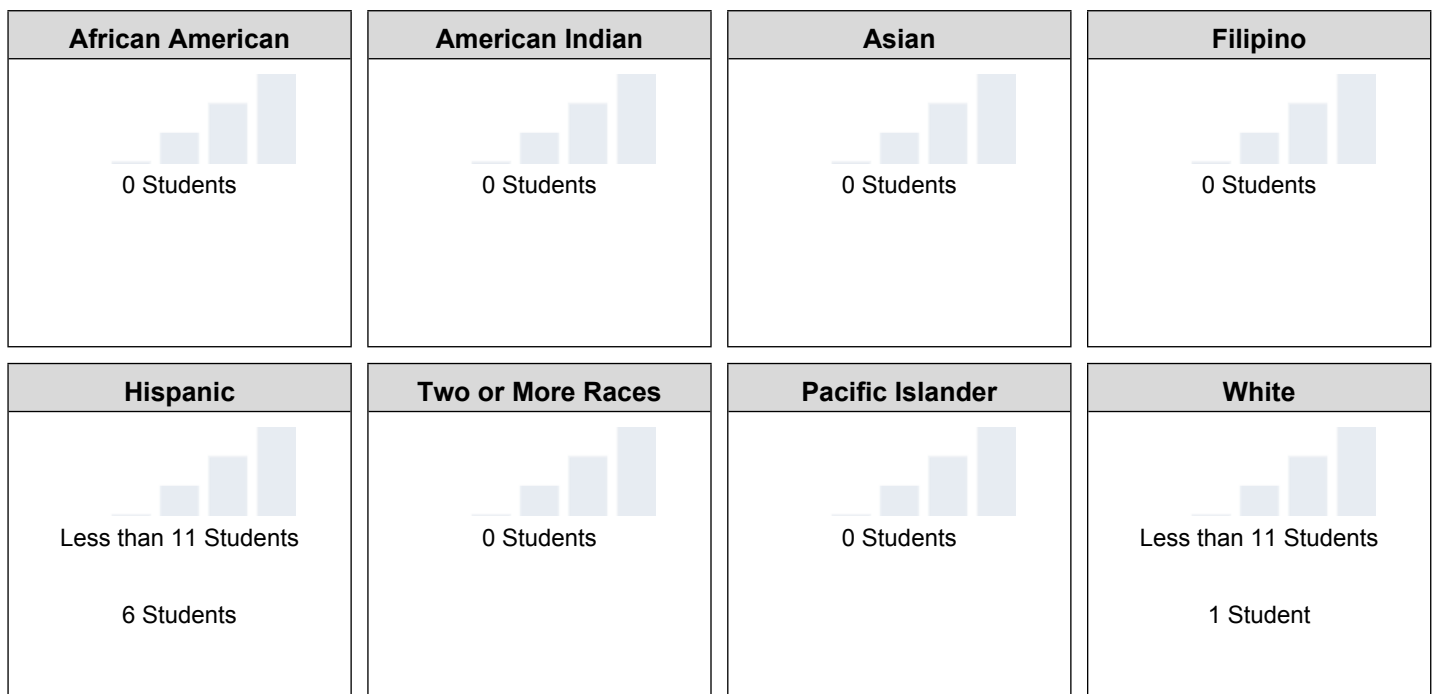 African American
0 Students
American Indian
0 Students
Asian
0 Students
Filipino
0 Students
Hispanic
Less than 11 Students
6 Students
Two or More Races
0 Students
Pacific Islander
0 Students
White
Less than 11 Students
1 Student